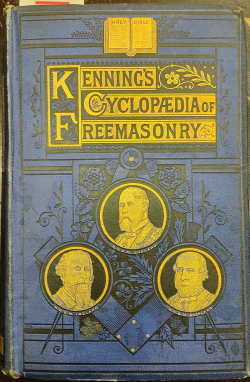 HOLY BIBLE
KENNING'S
CYCLOPÆDIA OF
FREEMASONRY